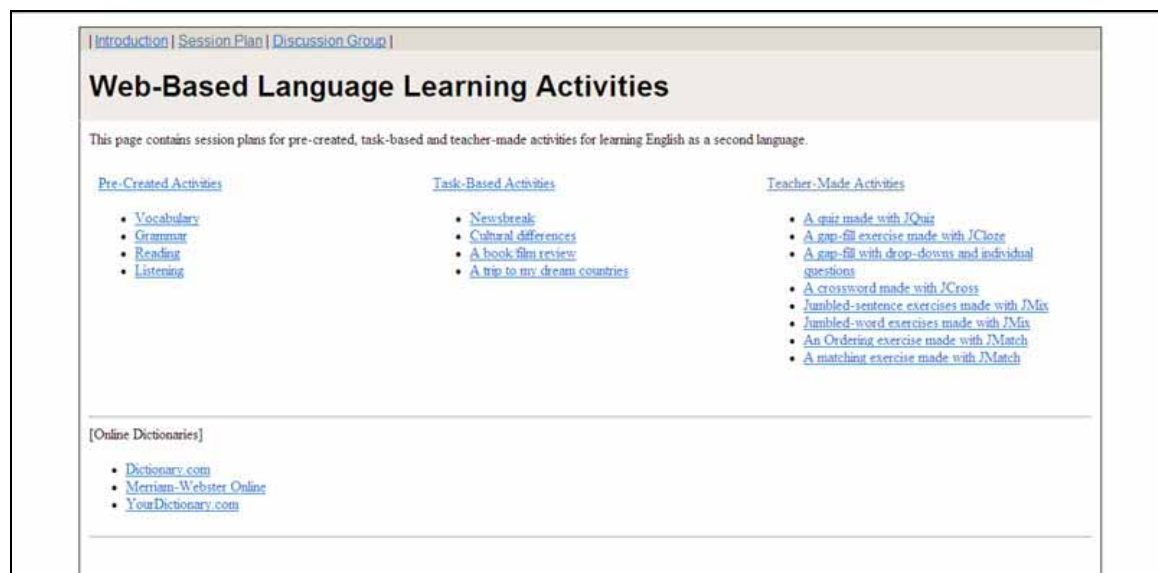 | Introduction | Session Plan | Discussion Group |
Web-Based Language Learning Activities
This page contains session plans for pre-created, task-based and teacher-made activities for learning English as a second language.
Pre-Created Activities
• Vocabulary
• Grammar
• Reading
• Listening
Task-Based Activities
• Newsbreak
• Cultural differences
• A book/film review
• A trip to my dream countries
Teacher-Made Activities
• A quiz made with JQuiz
• A gap-fill exercise made with JCloze
• A gap-fill with drop-downs and individual
questions
• A crossword made with JCross
• Jumbled-sentence exercises made with JMix
• Jumbled-word exercises made with JMix
• An Ordering exercise made with JMatch
• A matching exercise made with JMatch
[Online Dictionaries]
• Dictionary.com
• Merriam-Webster Online
• YourDictionary.com